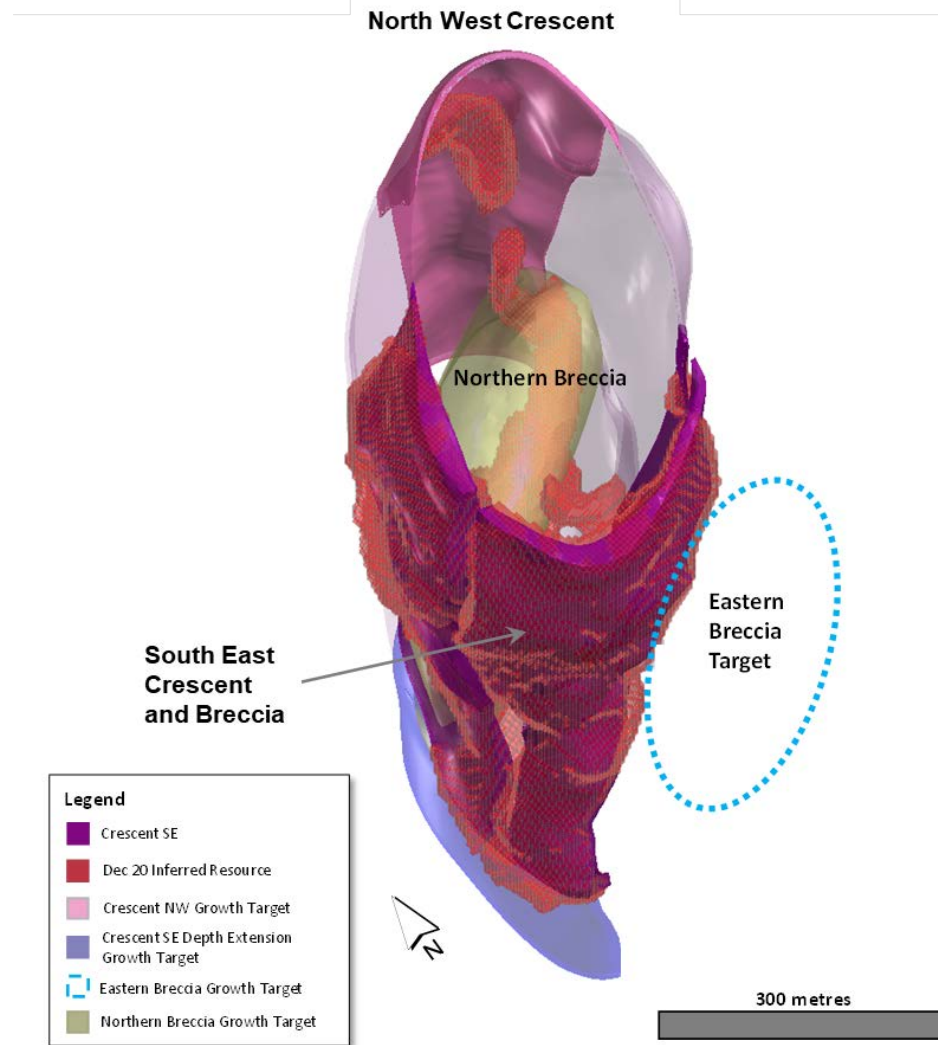 North West Crescent
Northern Breccia
Eastern
Breccia
Target
South East
Crescent
and Breccia
Legend
Crescent SE
Dec 20 Inferred Resource
Crescent NW Growth Target
Crescent SE Depth Extension
Growth Target
Eastern Breccia Growth Target
Northern Breccia Growth Target
N
300 metres